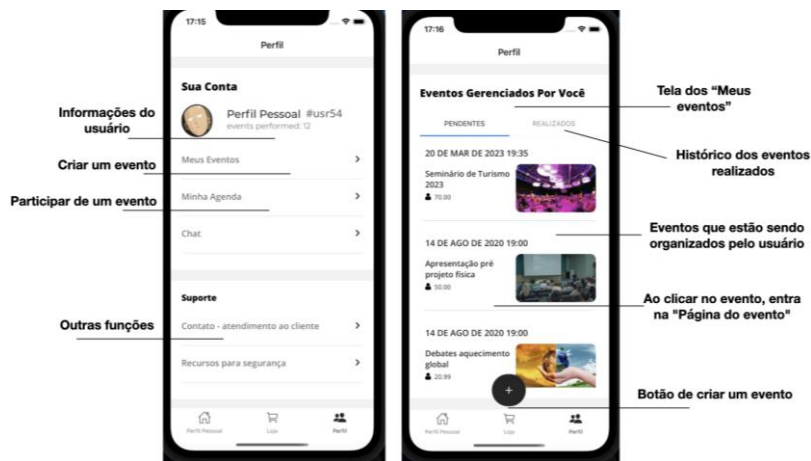 17:15
Perfil
Sua Conta
Perfil Pessoal #usr54
events performed: 12
Meus Eventos
Minha Agenda
Chat
Suporte
Contato - atendimento ao cliente
Recursos para segurança
Perfil Pessoal
Loja
Perfil
Informações do
usuário
Criar um evento
Participar de um evento
Outras funções
17:16
Perfil
Eventos Gerenciados Por Você
PENDENTES
REALIZADOS
20 DE MAR DE 2023 19:35
Seminário de Turismo
2023
70.00
14 DE AGO DE 2020 19:00
Apresentação pré
projeto física
50.00
14 DE AGO DE 2020 19:00
Debates aquecimento
global
20.99
+
Perfil Pessoal
Loja
Perfil
Tela dos “Meus
eventos”
Histórico dos eventos
realizados
Eventos que estão sendo
organizados pelo usuário
Ao clicar no evento, entra
na "Página do evento"
Botão de criar um evento